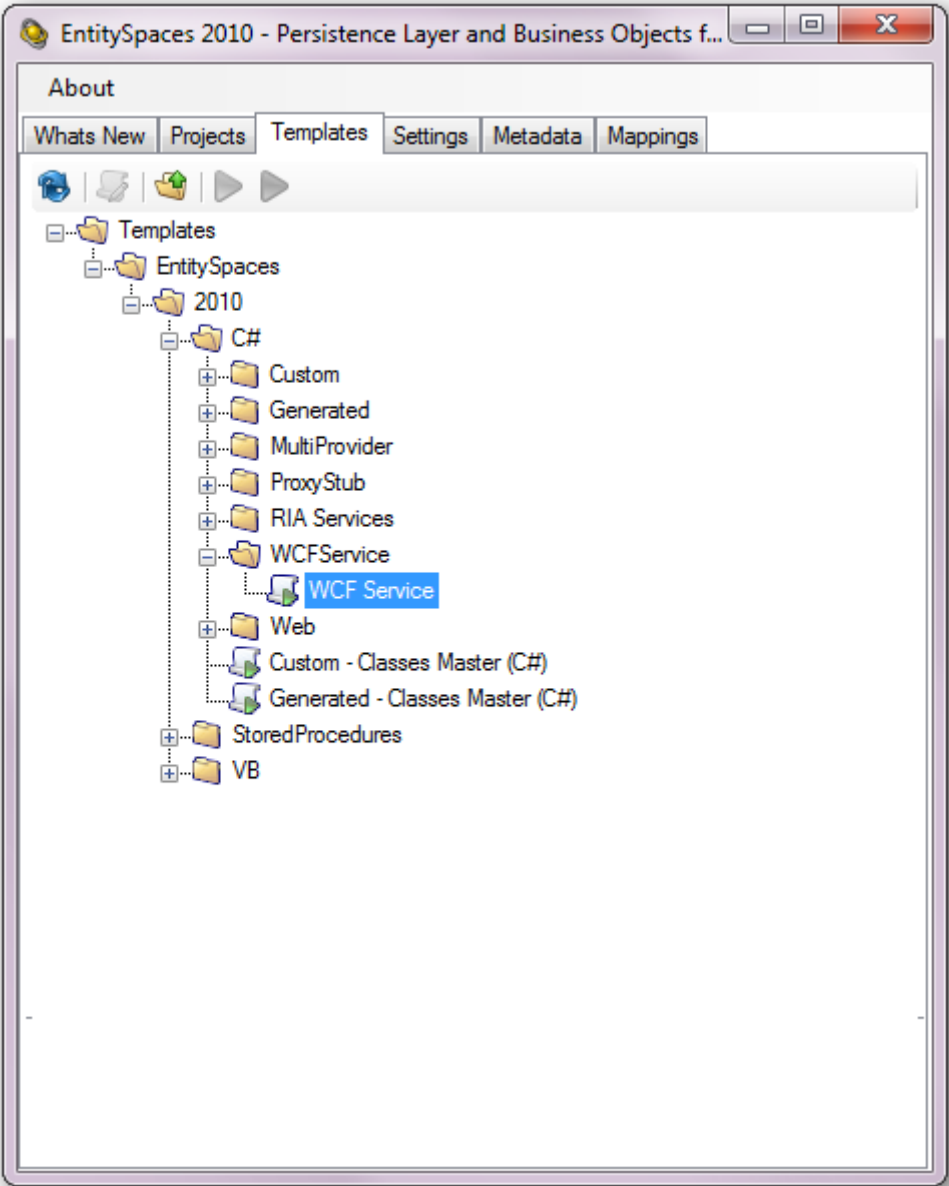 EntitySpaces 2010 - Persistence Layer and Business Objects f...
About
Whats New Projects Templates Settings Metadata Mappings
Templates
EntitySpaces
2010
C#
Custom
Generated
MultiProvider
ProxyStub
RIA Services
WCFService
WCF Service
Web
Custom - Classes Master (C#)
Generated - Classes Master (C#)
StoredProcedures
VB